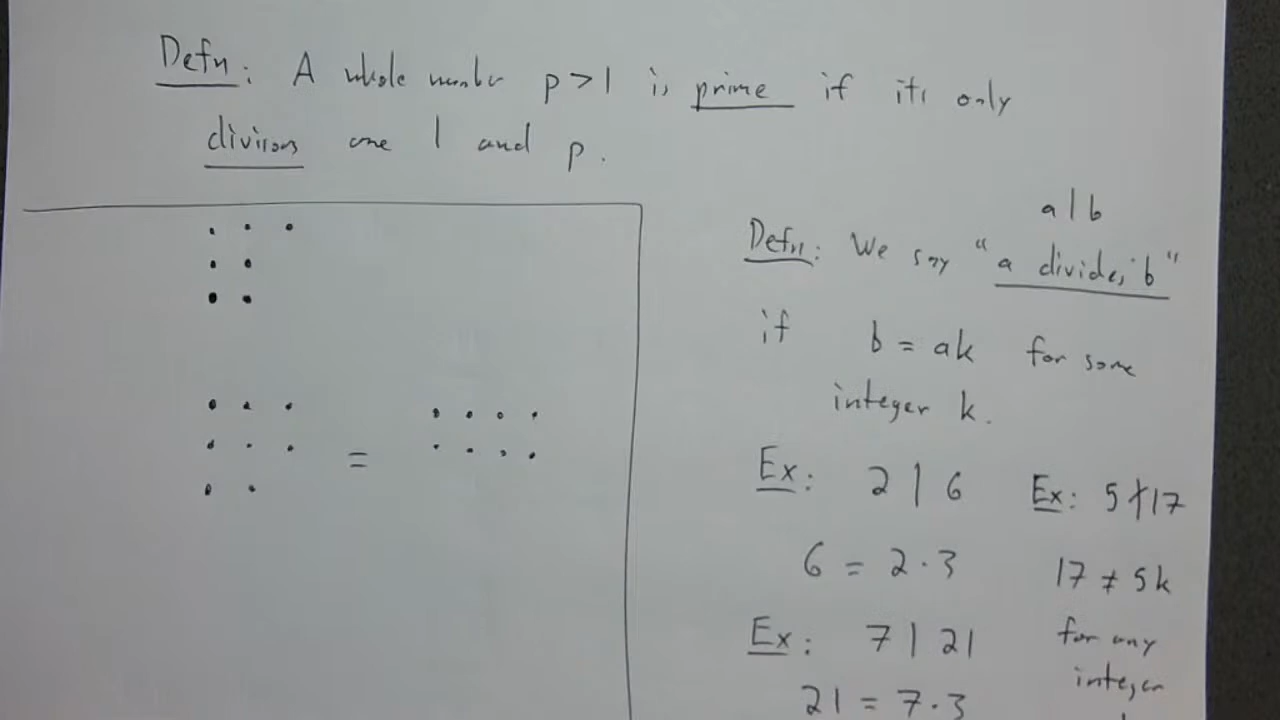 Defn: A whole number p > 1 is prime if its only
divisors are 1 and p.
=
a | b
Defn: We say "a divides b"
if b = ak for some
integer k.
Ex: 2 | 6
6 = 2 · 3
Ex: 7 | 21
21 = 7 · 3
Ex: 5 ∤ 17
17 ≠ 5k
for any
integer